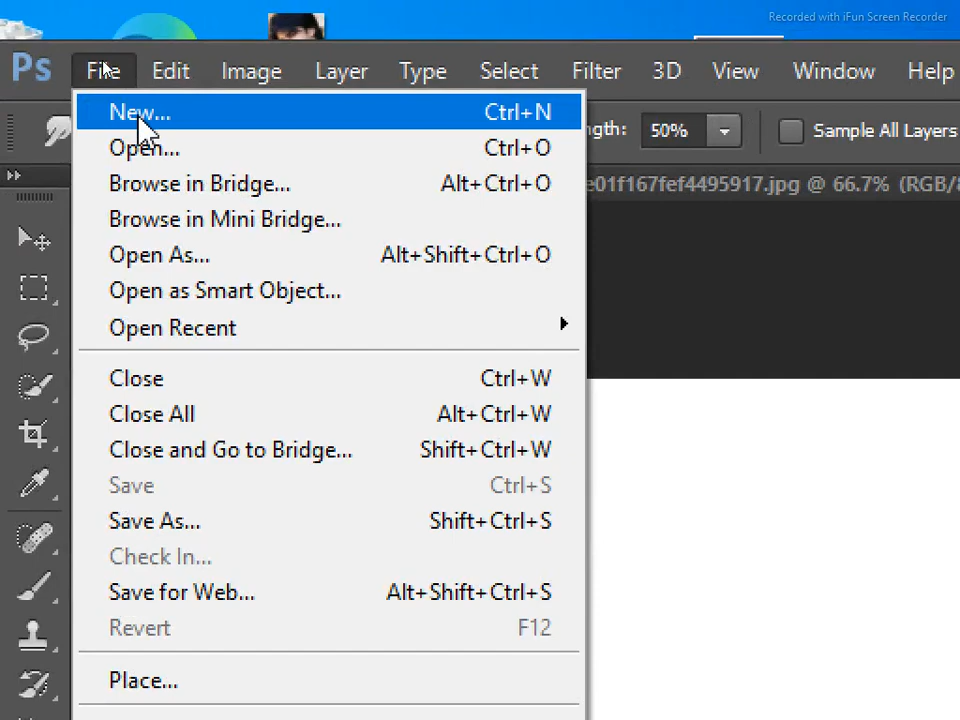 Recorded with iFun Screen Recorder
Ps File Edit Image Layer Type Select Filter 3D View Window Help
50% Sample All Layers
e01f167fef4495917.jpg @ 66.7%
New... Ctrl+N
Open... Ctrl+O
Browse in Bridge... Alt+Ctrl+O
Browse in Mini Bridge...
Open As... Alt+Shift+Ctrl+O
Open as Smart Object...
Open Recent
Close Ctrl+W
Close All Alt+Ctrl+W
Close and Go to Bridge... Shift+Ctrl+W
Save Ctrl+S
Save As... Shift+Ctrl+S
Check In...
Save for Web... Alt+Shift+Ctrl+S
Revert F12
Place...